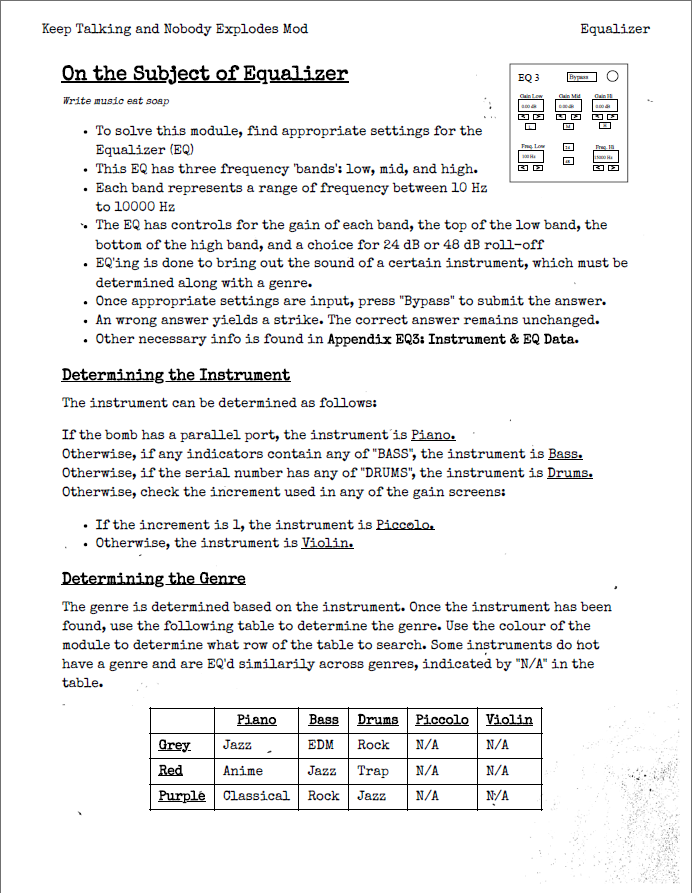 Keep Talking and Nobody Explodes Mod Equalizer
On the Subject of Equalizer
Write music eat soap
• To solve this module, find appropriate settings for the
Equalizer (EQ)
• This EQ has three frequency 'bands': low, mid, and high.
• Each band represents a range of frequency between 10 Hz
to 10000 Hz
• The EQ has controls for the gain of each band, the top of the low band, the
bottom of the high band, and a choice for 24 dB or 48 dB roll-off
• EQ'ing is done to bring out the sound of a certain instrument, which must be
determined along with a genre.
• Once appropriate settings are input, press "Bypass" to submit the answer.
• An wrong answer yields a strike. The correct answer remains unchanged.
• Other necessary info is found in Appendix EQ3: Instrument & EQ Data.
EQ 3 Bypass
Gain Low Gain Mid Gain Hi
0.00 dB 0.00 dB 0.00 dB
< > < > < >
L M H
Freq. Low 24 Freq. Hi
100 Hz 48 15000 Hz
< > < >
Determining the Instrument
The instrument can be determined as follows:
If the bomb has a parallel port, the instrument is Piano.
Otherwise, if any indicators contain any of "BASS", the instrument is Bass.
Otherwise, if the serial number has any of "DRUMS", the instrument is Drums.
Otherwise, check the increment used in any of the gain screens:
• If the increment is 1, the instrument is Piccolo.
• Otherwise, the instrument is Violin.
Determining the Genre
The genre is determined based on the instrument. Once the instrument has been
found, use the following table to determine the genre. Use the colour of the
module to determine what row of the table to search. Some instruments do not
have a genre and are EQ'd similarily across genres, indicated by "N/A" in the
table.
Piano Bass Drums Piccolo Violin
Grey Jazz EDM Rock N/A N/A
Red Anime Jazz Trap N/A N/A
Purple Classical Rock Jazz N/A N/A